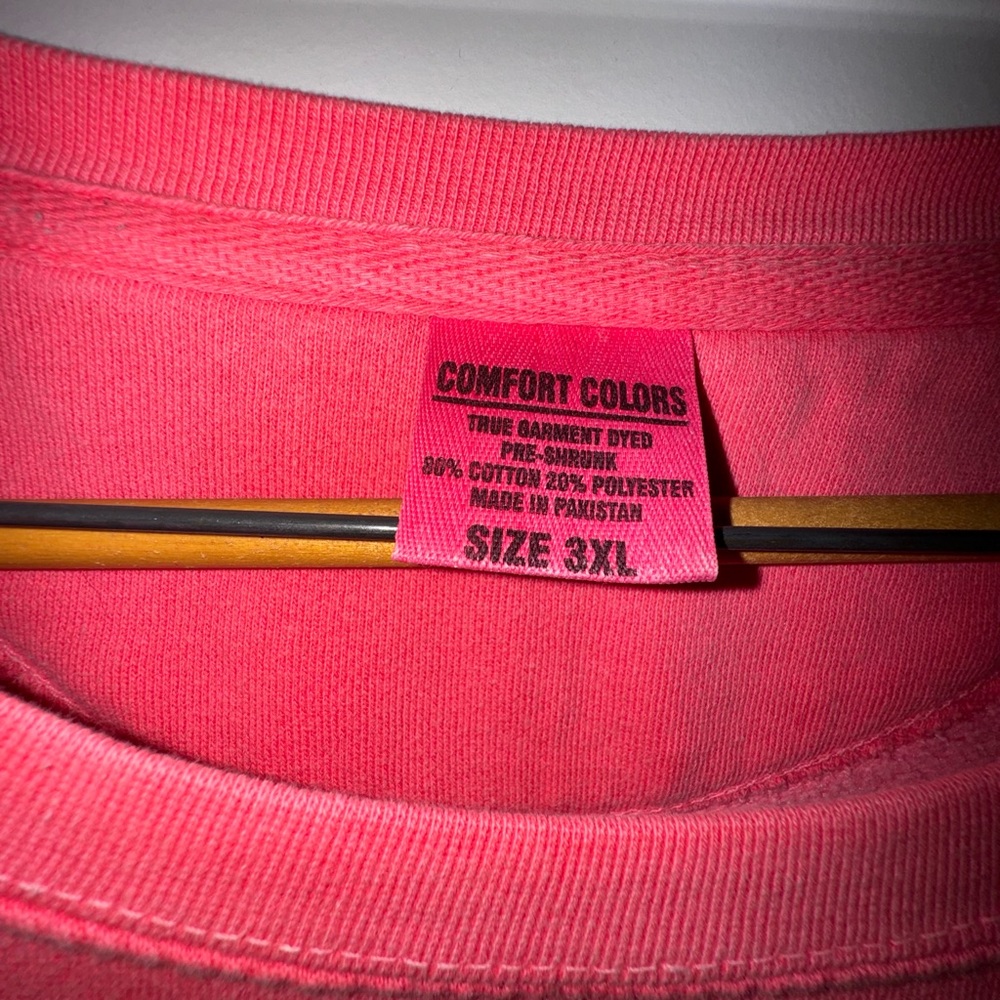 COMFORT COLORS
TRUE GARMENT DYED
PRE-SHRUNK
80% COTTON 20% POLYESTER
MADE IN PAKISTAN
SIZE 3XL